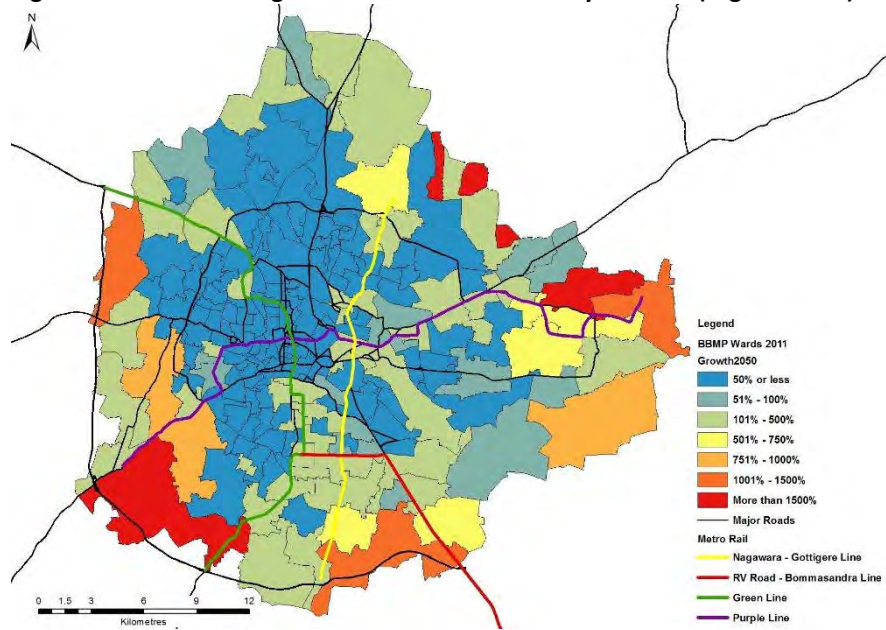 N
Legend
BBMP Wards 2011
Growth2050
50% or less
51% - 100%
101% - 500%
501% - 750%
751% - 1000%
1001% - 1500%
More than 1500%
Major Roads
Metro Rail
Nagawara - Gottigere Line
RV Road - Bommasandra Line
Green Line
Purple Line
0 1.5 3 6 9 12
Kilometres